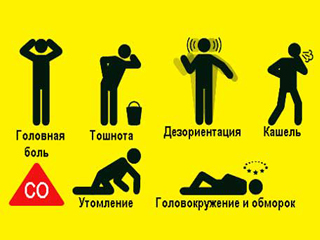 Головная
боль
Тошнота
Дезориентация
Кашель
CO
Утомление
Головокружение и обморок